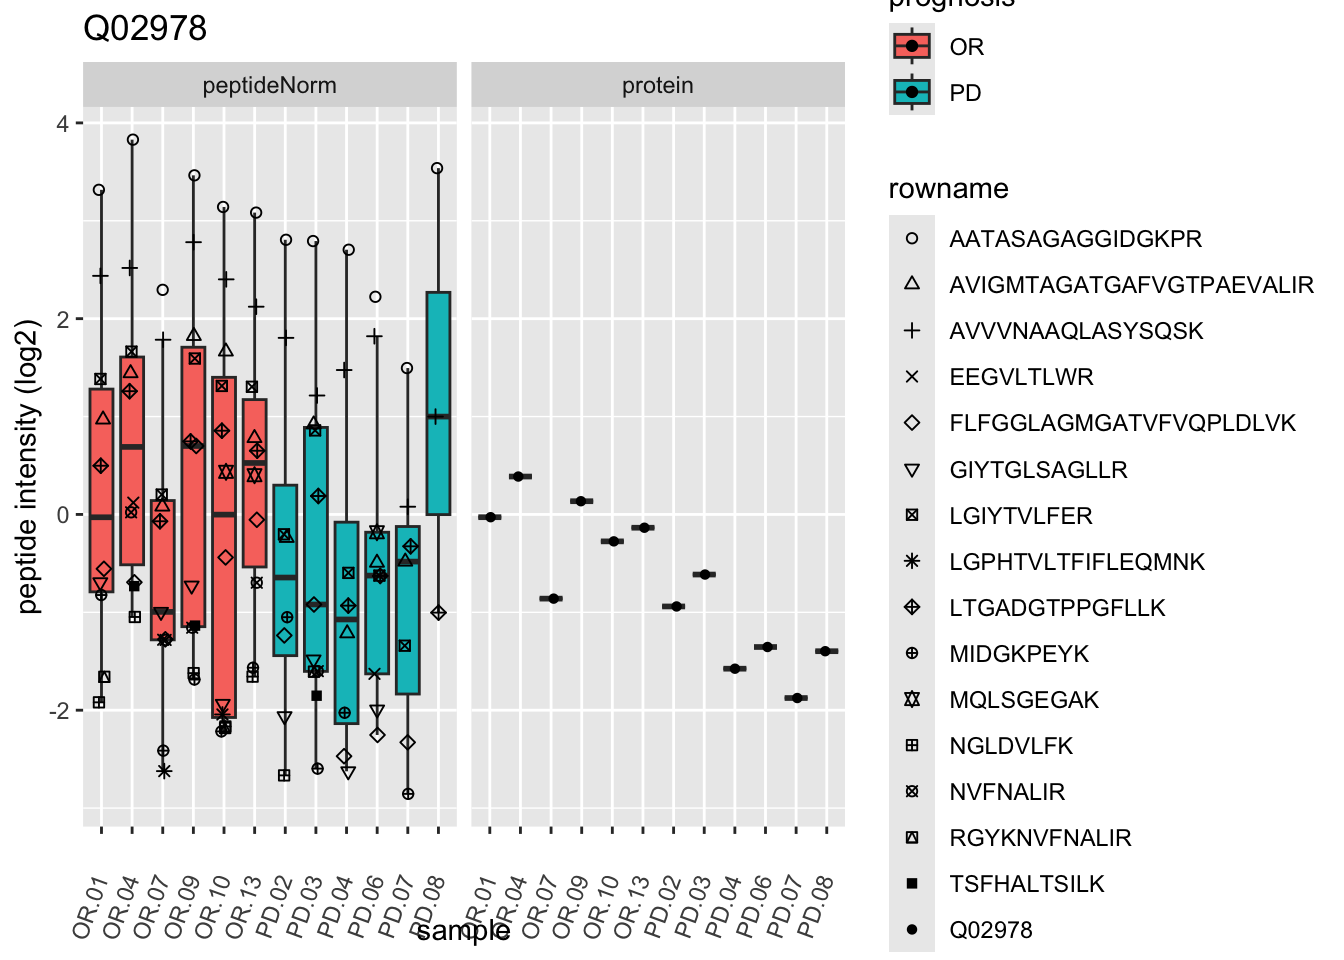 Q02978
peptideNorm
protein
4
2
0
-2
peptide intensity (log2)
OR.01
OR.04
OR.07
OR.09
OR.10
OR.13
PD.02
PD.03
PD.04
PD.06
PD.07
PD.08
OR.01
OR.04
OR.07
OR.09
OR.10
OR.13
PD.02
PD.03
PD.04
PD.06
PD.07
PD.08
sample
prognosis
OR
PD
rowname
AATASAGAGGIDGKPR
AVIGMTAGATGAFVGTPAEVALIR
AVVVNAAQLASYSQSK
EEGVLTLWR
FLFGGLAGMGATVFVQPLDLVK
GIYTGLSAGLLR
LGIYTVLFER
LGPHTVLTFIFLEQMNK
LTGADGTPPGFLLK
MIDGKPEYK
MQLSGEGAK
NGLDVLFK
NVFNALIR
RGYKNVFNALIR
TSFHALTSILK
Q02978